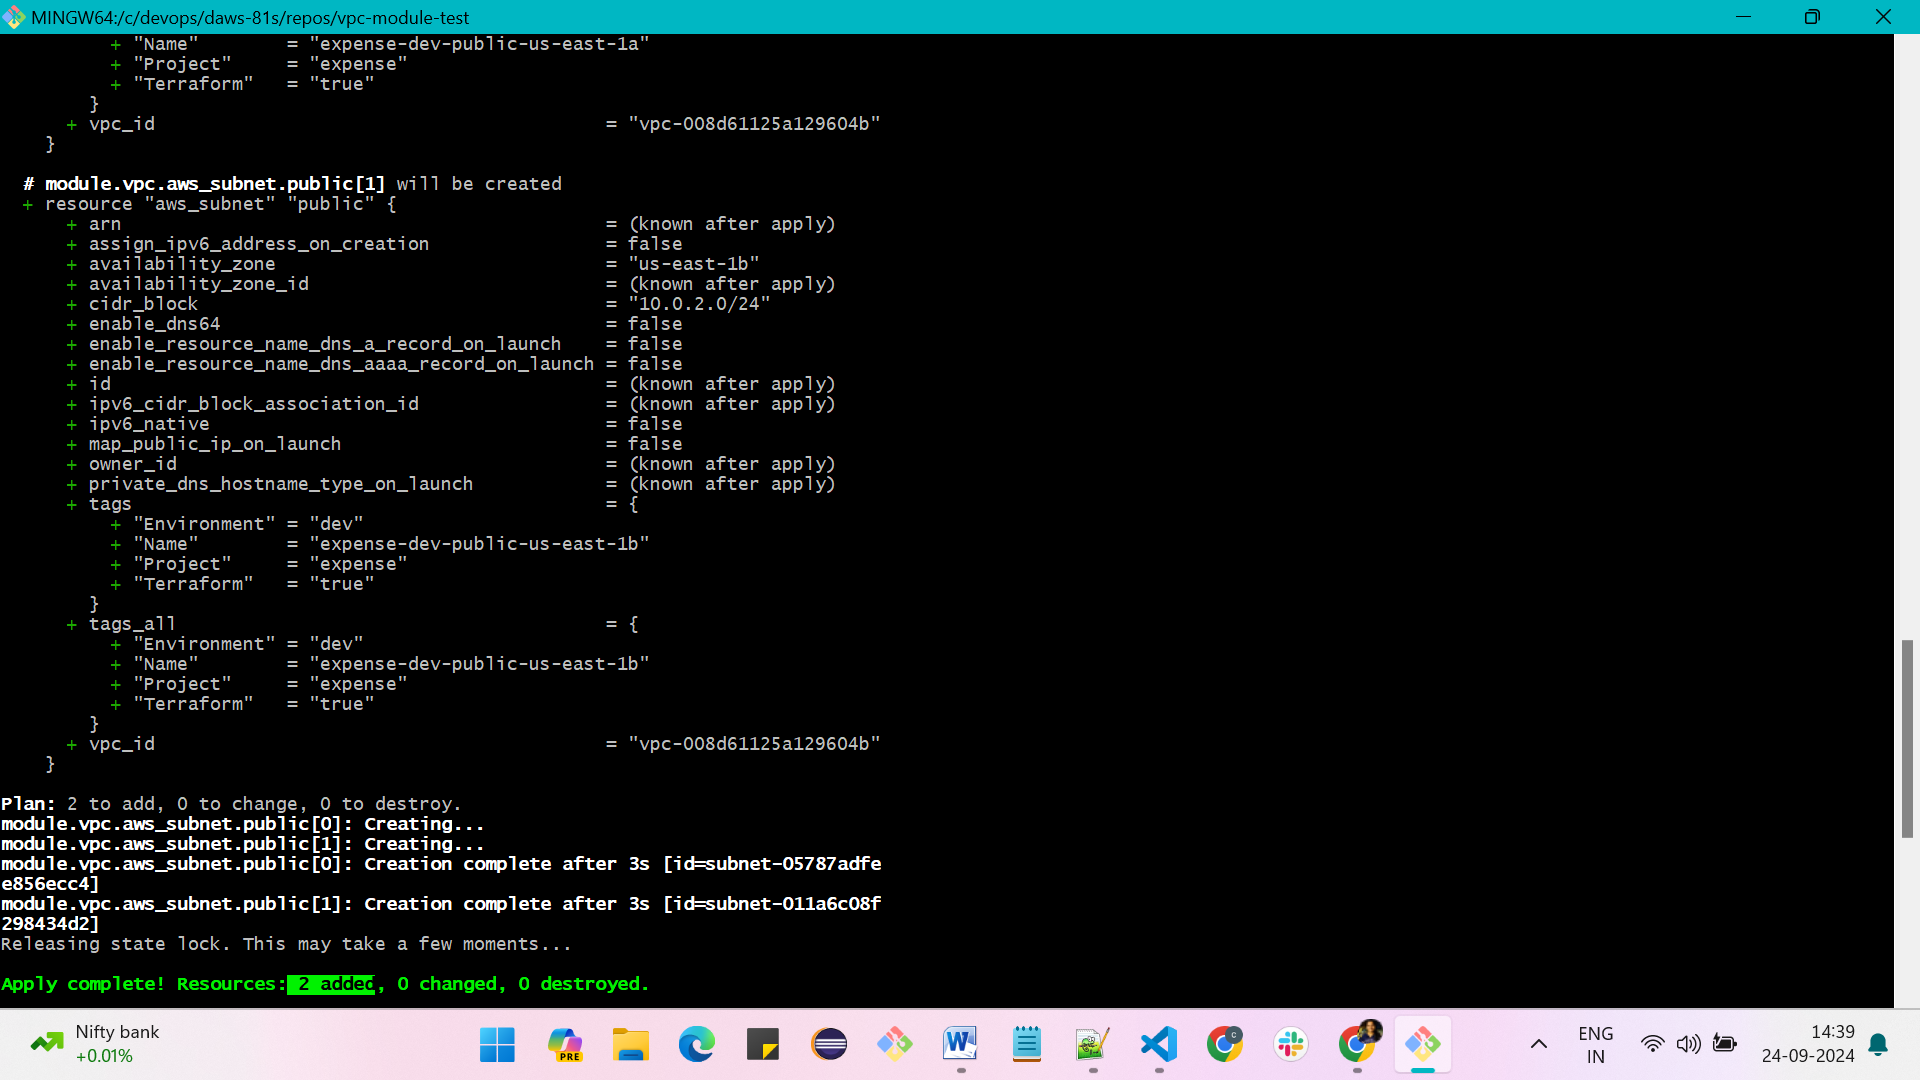 MINGW64:/c/devops/daws-81s/repos/vpc-module-test
+ "Name" = "expense-dev-public-us-east-1a"
+ "Project" = "expense"
+ "Terraform" = "true"
}
+ vpc_id = "vpc-008d61125a129604b"
}
# module.vpc.aws_subnet.public[1] will be created
+ resource "aws_subnet" "public" {
+ arn = (known after apply)
+ assign_ipv6_address_on_creation = false
+ availability_zone = "us-east-1b"
+ availability_zone_id = (known after apply)
+ cidr_block = "10.0.2.0/24"
+ enable_dns64 = false
+ enable_resource_name_dns_a_record_on_launch = false
+ enable_resource_name_dns_aaaa_record_on_launch = false
+ id = (known after apply)
+ ipv6_cidr_block_association_id = (known after apply)
+ ipv6_native = false
+ map_public_ip_on_launch = false
+ owner_id = (known after apply)
+ private_dns_hostname_type_on_launch = (known after apply)
+ tags = {
+ "Environment" = "dev"
+ "Name" = "expense-dev-public-us-east-1b"
+ "Project" = "expense"
+ "Terraform" = "true"
}
+ tags_all = {
+ "Environment" = "dev"
+ "Name" = "expense-dev-public-us-east-1b"
+ "Project" = "expense"
+ "Terraform" = "true"
}
+ vpc_id = "vpc-008d61125a129604b"
}
Plan: 2 to add, 0 to change, 0 to destroy.
module.vpc.aws_subnet.public[0]: Creating...
module.vpc.aws_subnet.public[1]: Creating...
module.vpc.aws_subnet.public[0]: Creation complete after 3s [id=subnet-05787adfe
e856ecc4]
module.vpc.aws_subnet.public[1]: Creation complete after 3s [id=subnet-011a6c08f
298434d2]
Releasing state lock. This may take a few moments...
Apply complete! Resources: 2 added, 0 changed, 0 destroyed.
Nifty bank
+0.01%
PRE
W
C
ENG
IN
14:39
24-09-2024